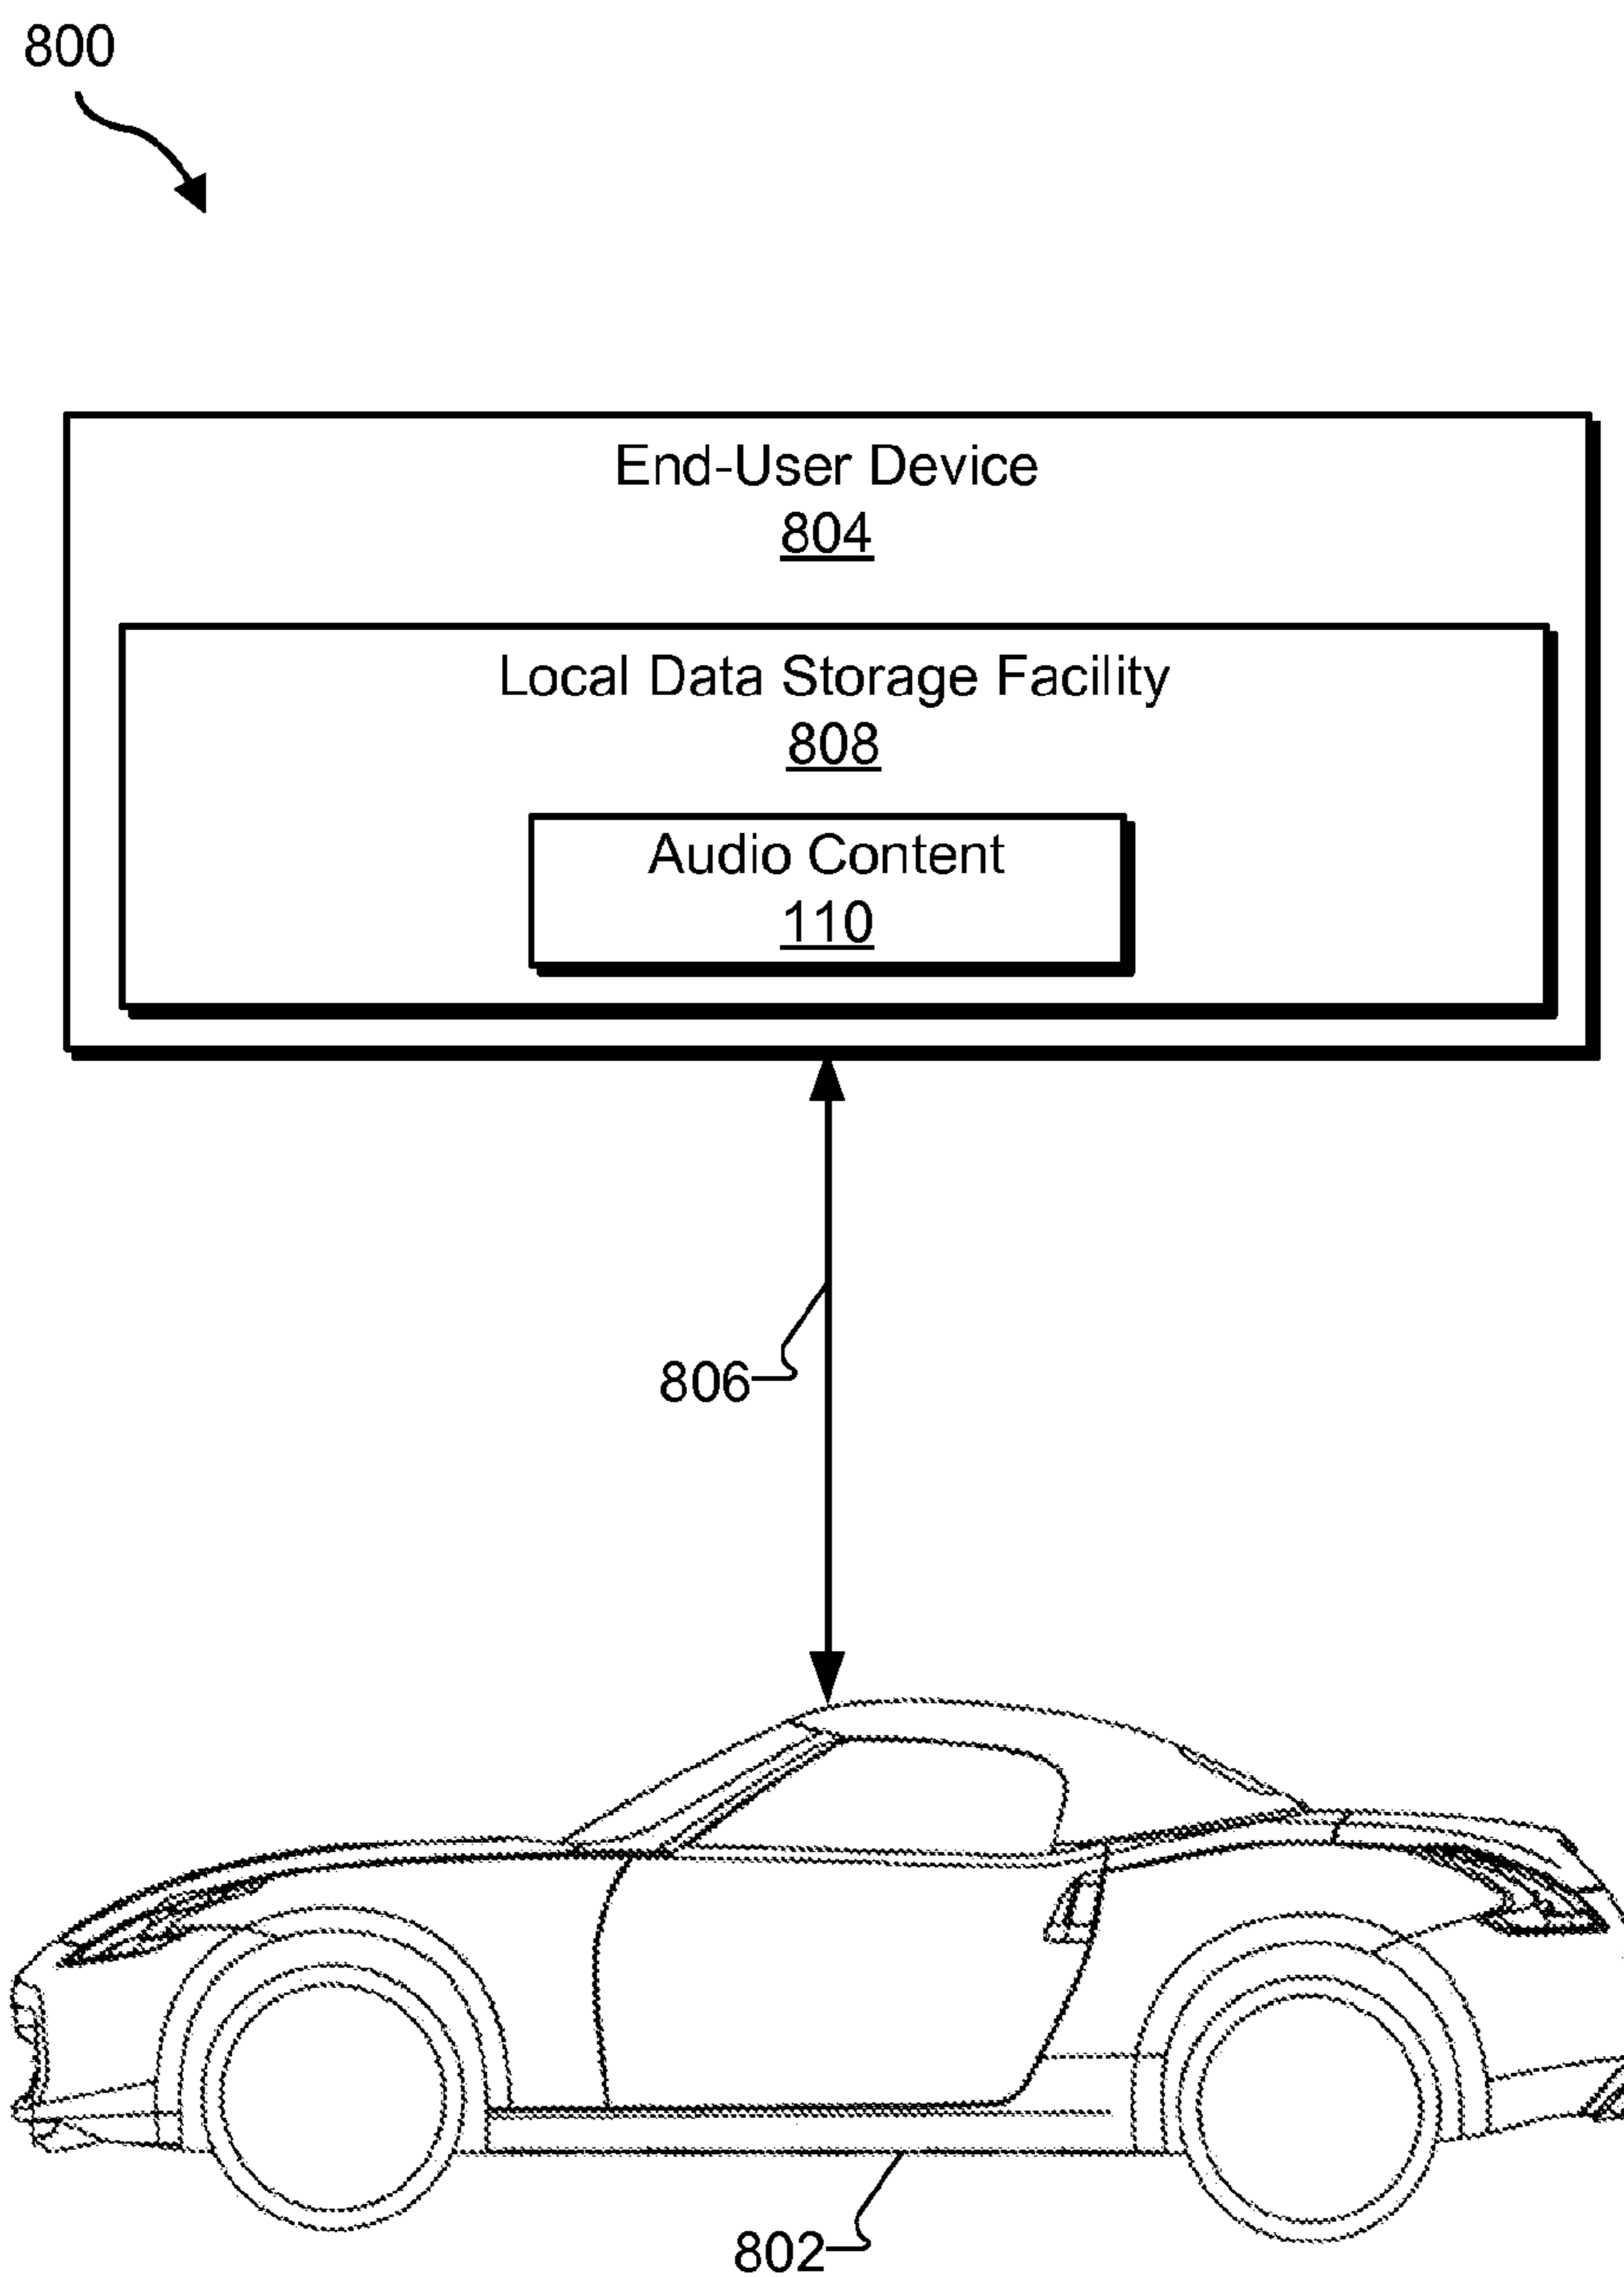 800
End-User Device
804
Local Data Storage Facility
808
Audio Content
110
806
802